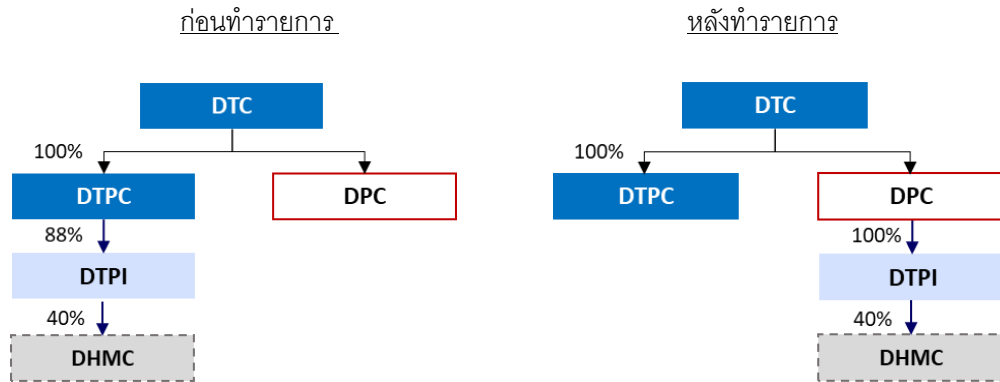 ก่อนทำรายการ
DTC
100%
DTPC
DPC
88%
DTPI
40%
DHMC
หลังทำรายการ
DTC
100%
DTPC
DPC
100%
DTPI
40%
DHMC